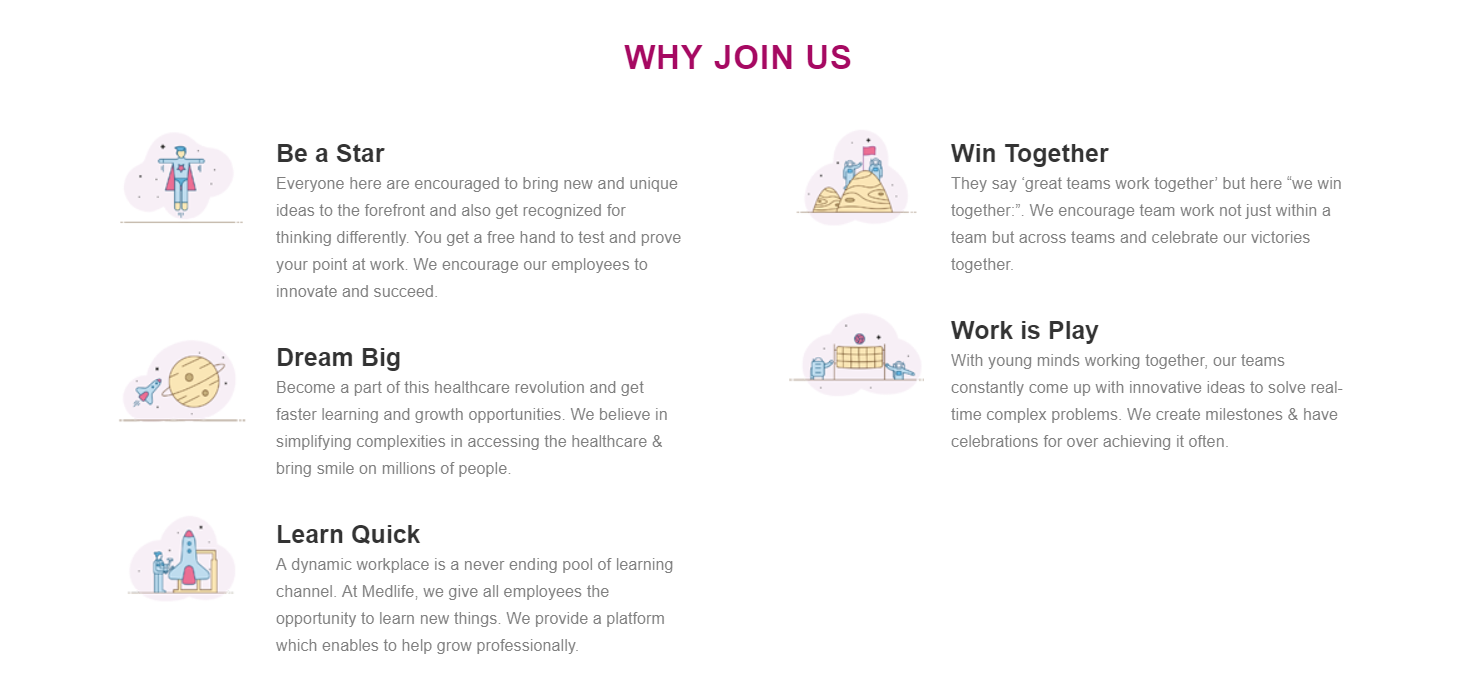 WHY JOIN US
Be a Star
Everyone here are encouraged to bring new and unique
ideas to the forefront and also get recognized for
thinking differently. You get a free hand to test and prove
your point at work. We encourage our employees to
innovate and succeed.
Dream Big
Become a part of this healthcare revolution and get
faster learning and growth opportunities. We believe in
simplifying complexities in accessing the healthcare &
bring smile on millions of people.
Learn Quick
A dynamic workplace is a never ending pool of learning
channel. At Medlife, we give all employees the
opportunity to learn new things. We provide a platform
which enables to help grow professionally.
Win Together
They say ‘great teams work together’ but here “we win
together:”. We encourage team work not just within a
team but across teams and celebrate our victories
together.
Work is Play
With young minds working together, our teams
constantly come up with innovative ideas to solve real-
time complex problems. We create milestones & have
celebrations for over achieving it often.